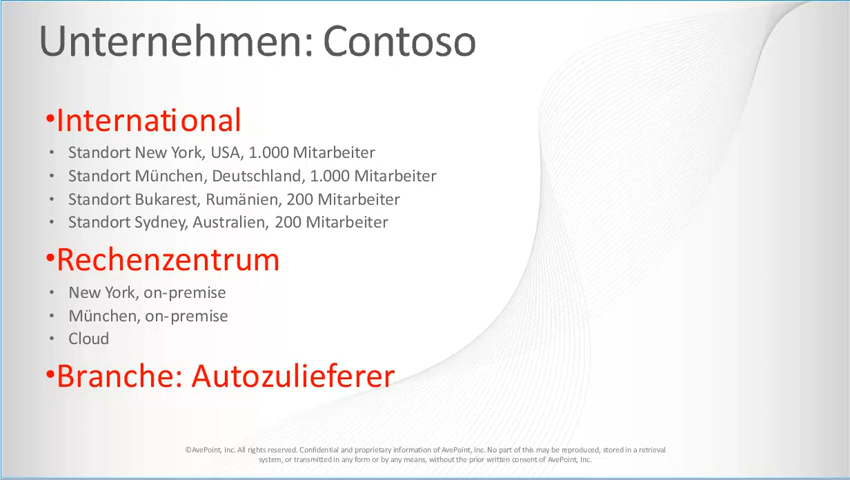 Unternehmen: Contoso
•International
• Standort New York, USA, 1.000 Mitarbeiter
• Standort München, Deutschland, 1.000 Mitarbeiter
• Standort Bukarest, Rumänien, 200 Mitarbeiter
• Standort Sydney, Australien, 200 Mitarbeiter
•Rechenzentrum
• New York, on-premise
• München, on-premise
• Cloud
•Branche: Autozulieferer
©AvePoint, Inc. All rights reserved. Confidential and proprietary information of AvePoint, Inc. No part of this may be reproduced, stored in a retrieval
system, or transmitted in any form or by any means, without the prior written consent of AvePoint, Inc.